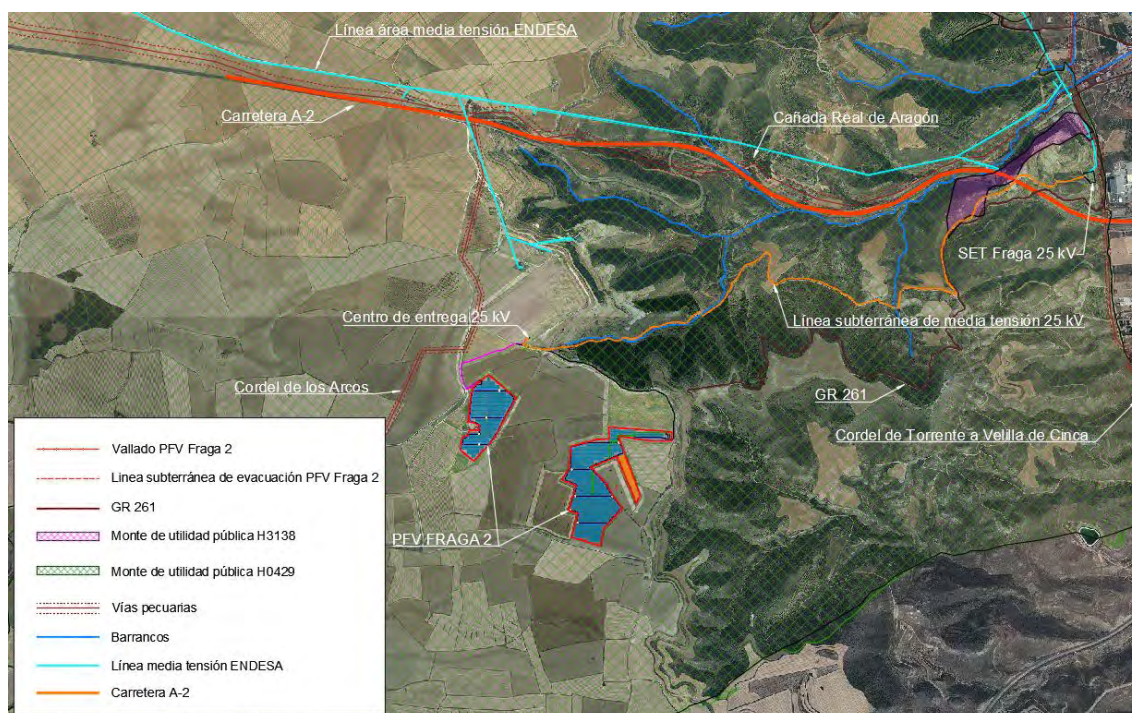 Línea área media tensión ENDESA
Carretera A-2
Cañada Real de Aragón
SET Fraga 25 kV
Centro de entrega 25 kV
Línea subterránea de media tensión 25 kV
Cordel de los Arcos
GR 261
Cordel de Torrente a Velilla de Cinca
PFV FRAGA 2
Vallado PFV Fraga 2
Linea subterránea de evacuación PFV Fraga 2
GR 261
Monte de utilidad pública H3138
Monte de utilidad pública H0429
Vías pecuarias
Barrancos
Línea media tensión ENDESA
Carretera A-2